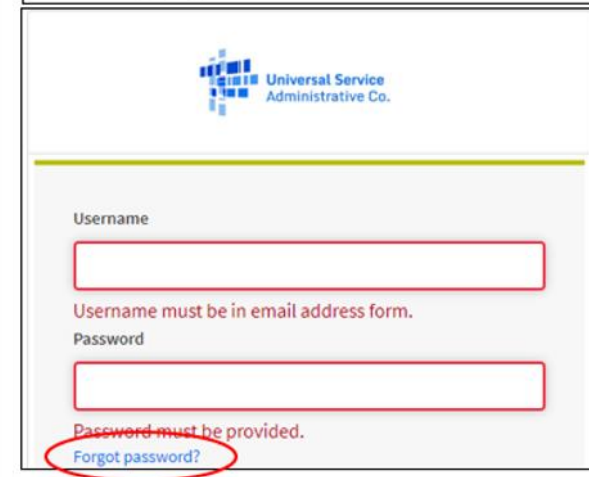 Universal Service
Administrative Co.
Username
Username must be in email address form.
Password
Password must be provided.
Forgot password?